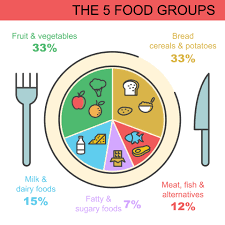 THE 5 FOOD GROUPS
Fruit & vegetables
33%
Bread
cereals & potatoes
33%
Milk &
dairy foods
15%
Fatty &
sugary foods 7%
Meat, fish &
alternatives
12%